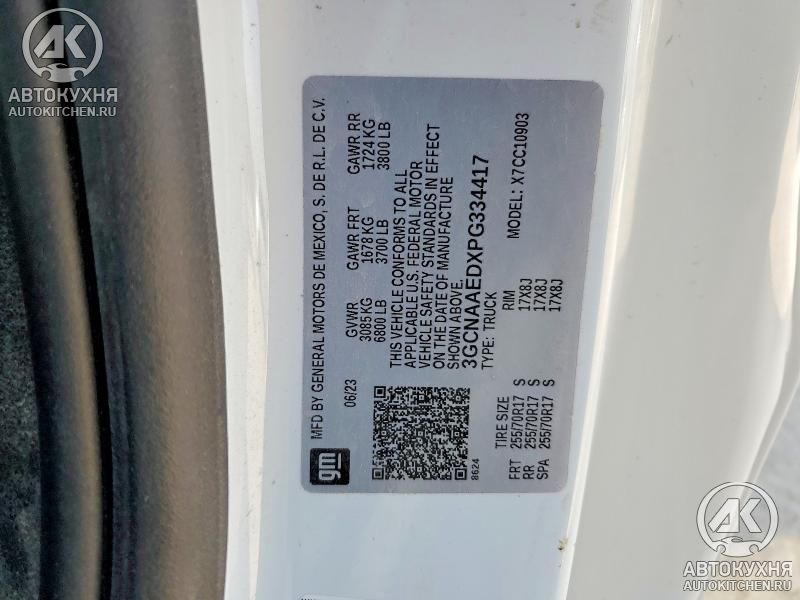 АВТОКУХНЯ
AUTOKITCHEN.RU
MFD BY GENERAL MOTORS DE MEXICO, S. DE R.L. DE C.V.
06/23
GVWR GAWR FRT GAWR RR
3085 KG 1678 KG 1724 KG
6800 LB 3700 LB 3800 LB
THIS VEHICLE CONFORMS TO ALL
APPLICABLE U.S. FEDERAL MOTOR
VEHICLE SAFETY STANDARDS IN EFFECT
ON THE DATE OF MANUFACTURE
SHOWN ABOVE.
3GCNAAEDXPG334417
TYPE: TRUCK MODEL: X7CC10903
gm
8624
TIRE SIZE RIM
FRT 255/70R17 S 17X8J
RR 255/70R17 S 17X8J
SPA 255/70R17 S 17X8J
АВТОКУХНЯ
AUTOKITCHEN.RU